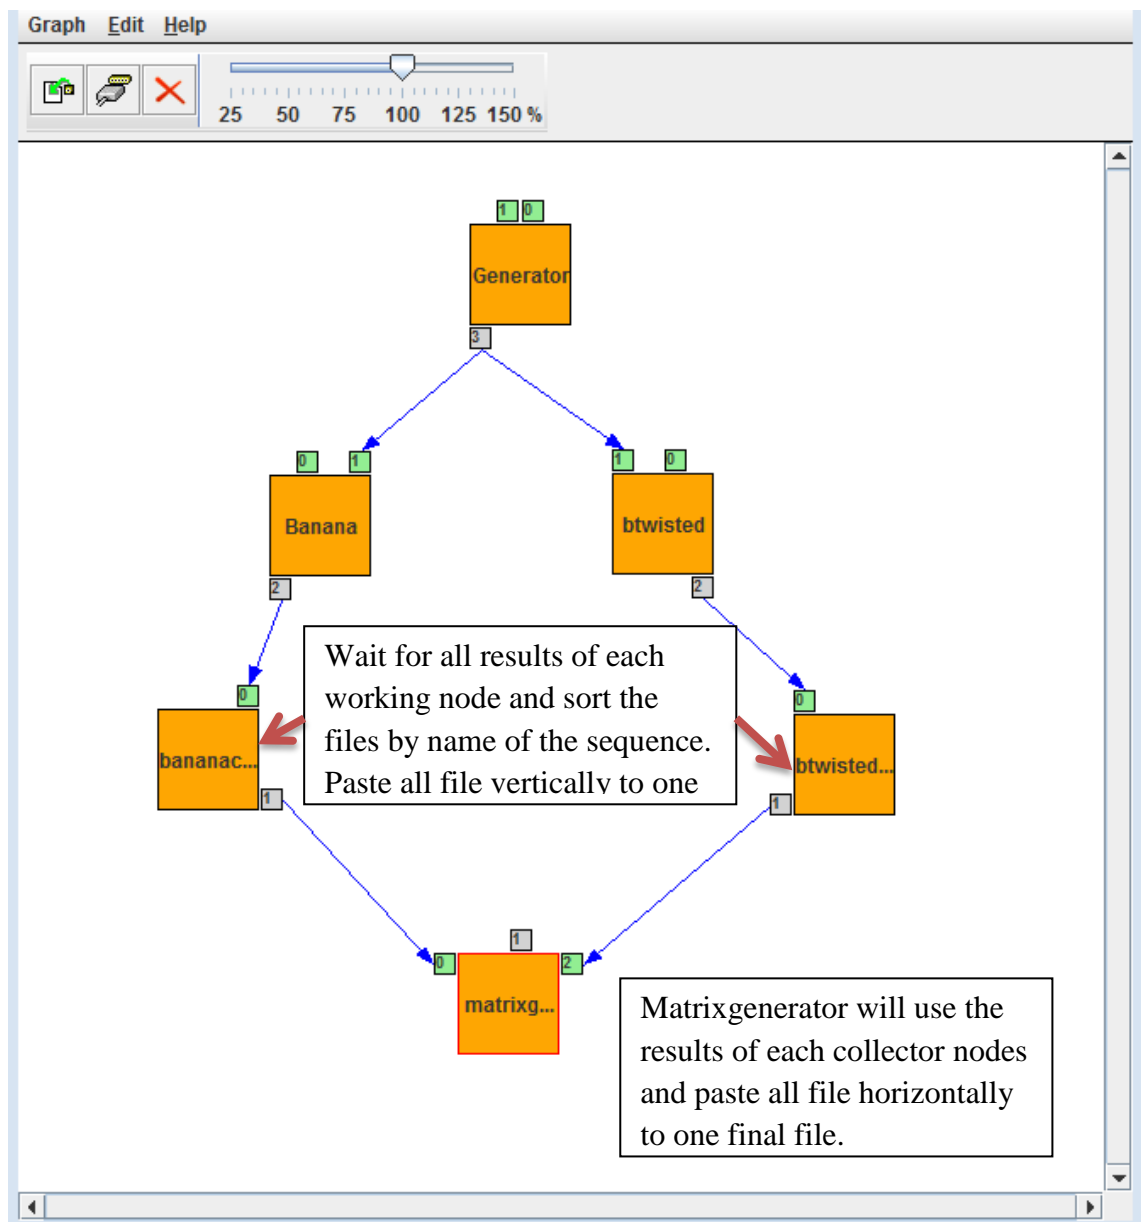 Graph Edit Help
25 50 75 100 125 150 %
1 0
Generator
3
0 1
1 0
Banana
btwisted
2
2
Wait for all results of each
working node and sort the
files by name of the sequence.
Paste all file vertically to one
0
0
bananac...
btwisted...
1
1
1
0
2
matrixg...
Matrixgenerator will use the
results of each collector nodes
and paste all file horizontally
to one final file.